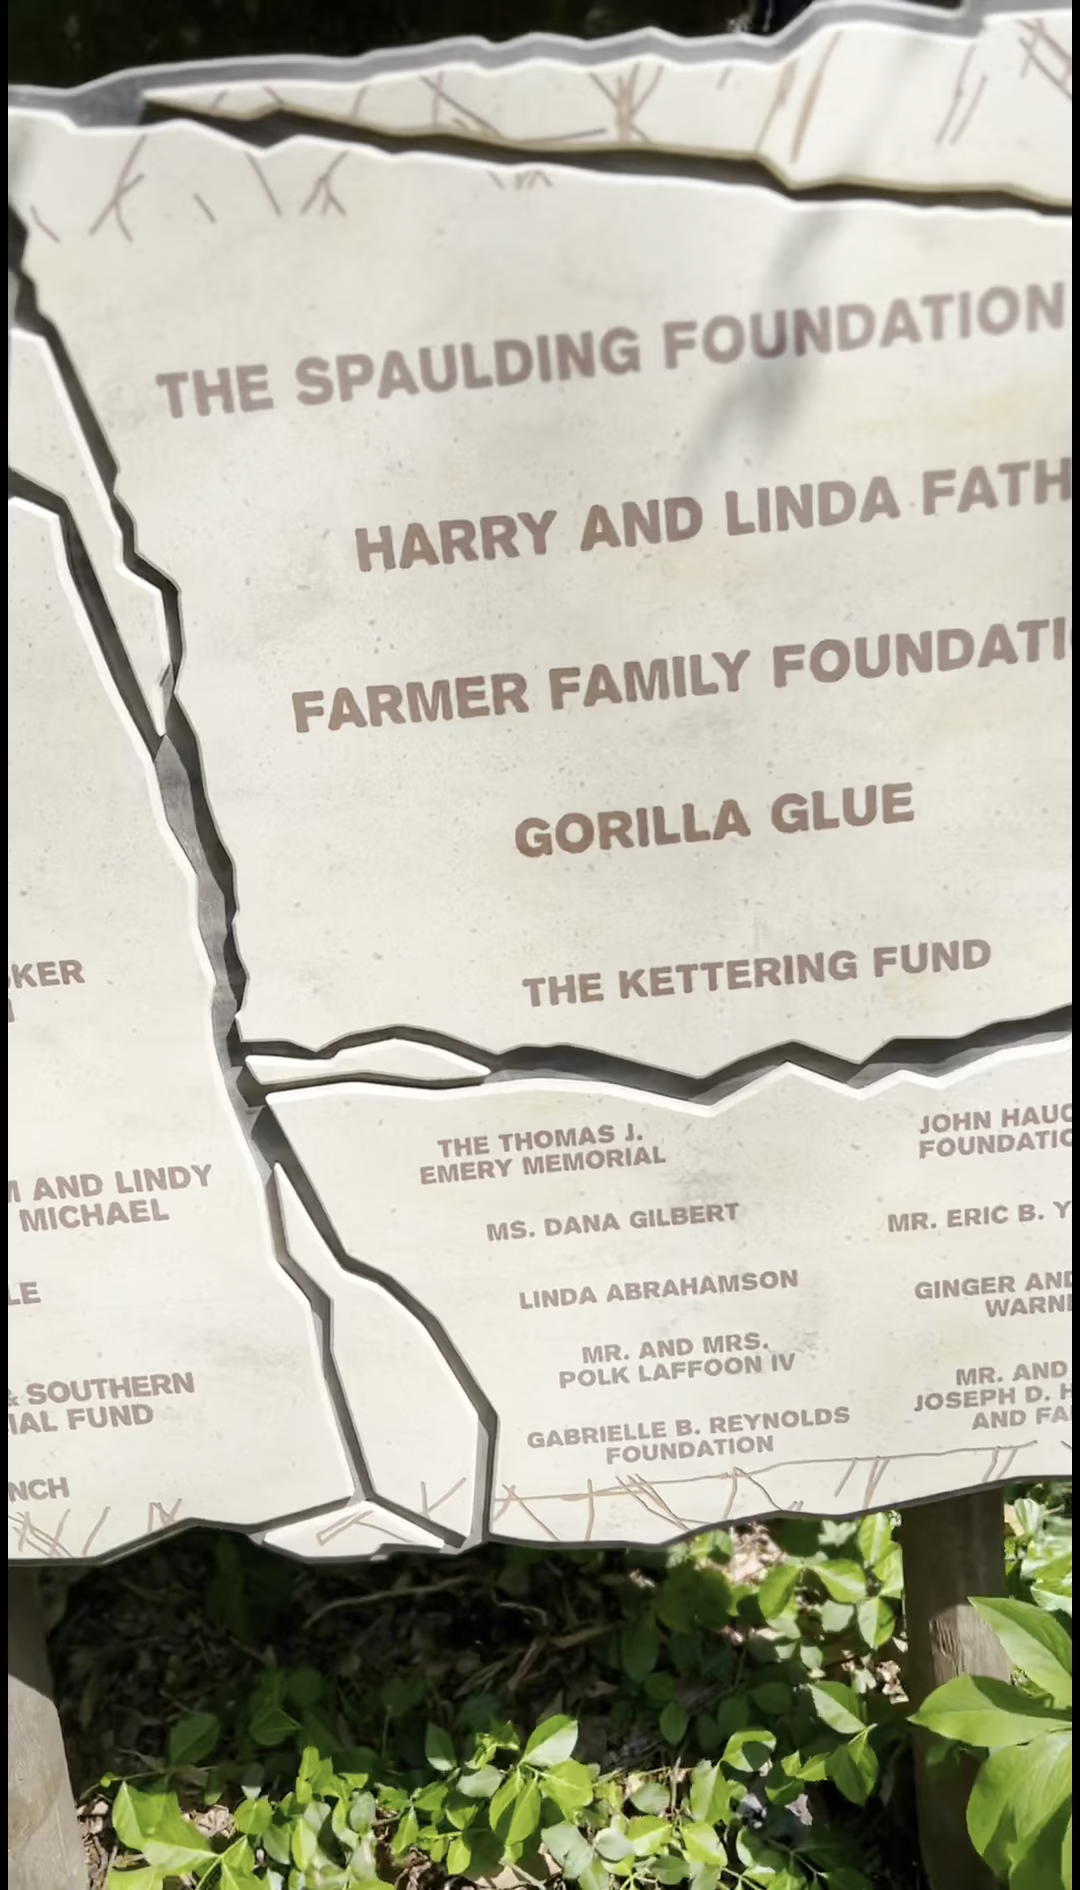 THE SPAULDING FOUNDATION
HARRY AND LINDA FATH
FARMER FAMILY FOUNDATI
GORILLA GLUE
THE KETTERING FUND
KER
AND LINDY
MICHAEL
LE
& SOUTHERN
IAL FUND
NCH
THE THOMAS J.
EMERY MEMORIAL
MS. DANA GILBERT
LINDA ABRAHAMSON
MR. AND MRS.
POLK LAFFOON IV
GABRIELLE B. REYNOLDS
FOUNDATION
JOHN HAUC
FOUNDATIO
MR. ERIC B. Y
GINGER AND
WARN
MR. AND
JOSEPH D. H
AND FA